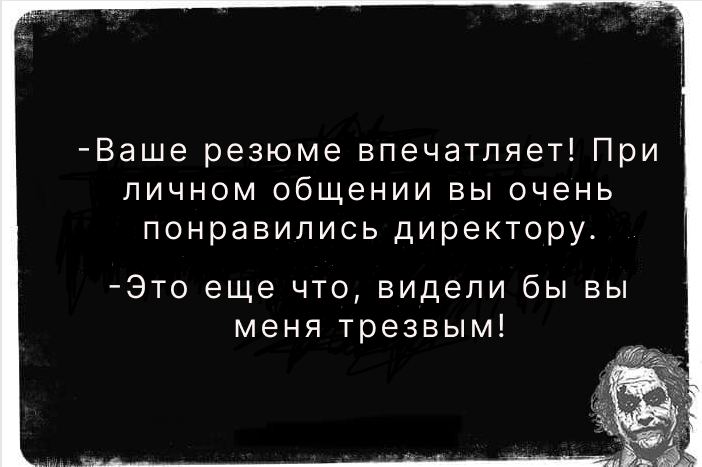 -Ваше резюме впечатляет! При
личном общении вы очень
понравились директору.
-Это еще что, видели бы вы
меня трезвым!